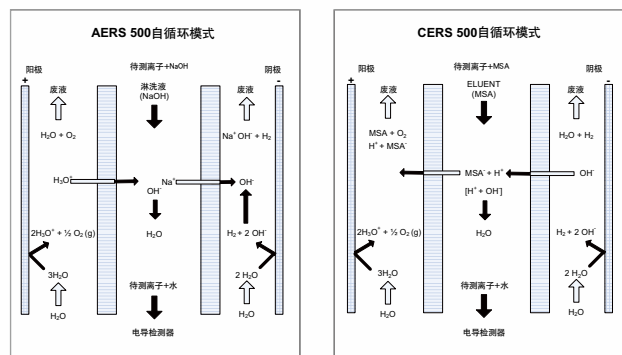 AERS 500自循环模式
阳极
待测离子+NaOH
阴极
+
-
废液
淋洗液
(NaOH)
废液
H₂O + O₂
Na⁺ OH⁻ + H₂
H₃O⁺
OH⁻
Na⁺
OH⁻
H₂O
2H₃O⁺ + ½ O₂ (g)
H₂ + 2 OH⁻
3H₂O
2 H₂O
待测离子+水
H₂O
H₂O
电导检测器
CERS 500自循环模式
阳极
待测离子+MSA
阴极
+
-
废液
ELUENT
(MSA)
废液
MSA + O₂
H⁺ + MSA⁻
H₂O + H₂
MSA⁻ + H⁺
OH⁻
[H⁺ + OH⁻]
H₂O
2H₃O⁺ + ½ O₂ (g)
H₂ + 2 OH⁻
3H₂O
2 H₂O
待测离子+水
H₂O
H₂O
电导检测器